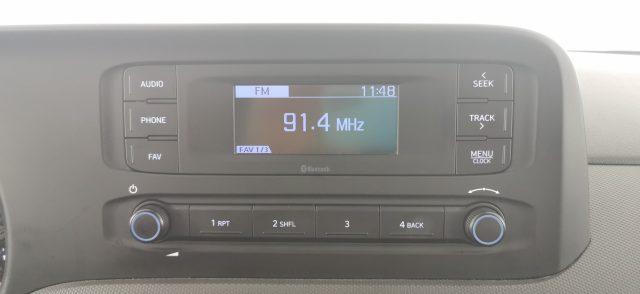 AUDIO
PHONE
FAV
FM 11:48
91.4 MHz
FAV 1/3
Bluetooth
SEEK
TRACK
MENU
CLOCK
1 RPT
2 SHFL
3
4 BACK